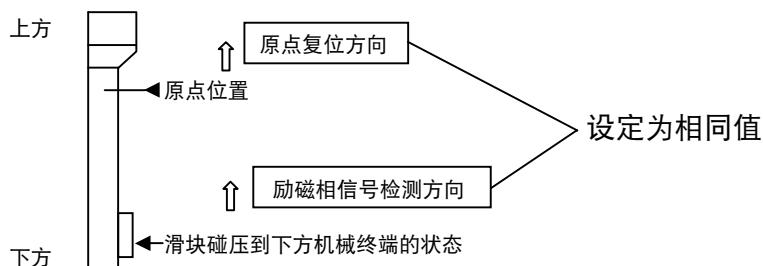 上方
原点复位方向
原点位置
设定为相同值
励磁相信号检测方向
滑块碰压到下方机械终端的状态
下方